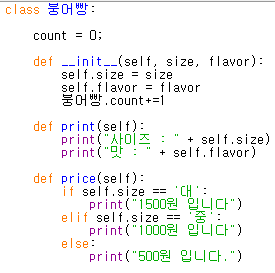 class 붕어빵:
count = 0;
def __init__(self, size, flavor):
self.size = size
self.flavor = flavor
붕어빵.count+=1
def print(self):
print("사이즈 : " + self.size)
print("맛 : " + self.flavor)
def price(self):
if self.size == '대':
print("1500원 입니다")
elif self.size == '중':
print("1000원 입니다")
else:
print("500원 입니다.")